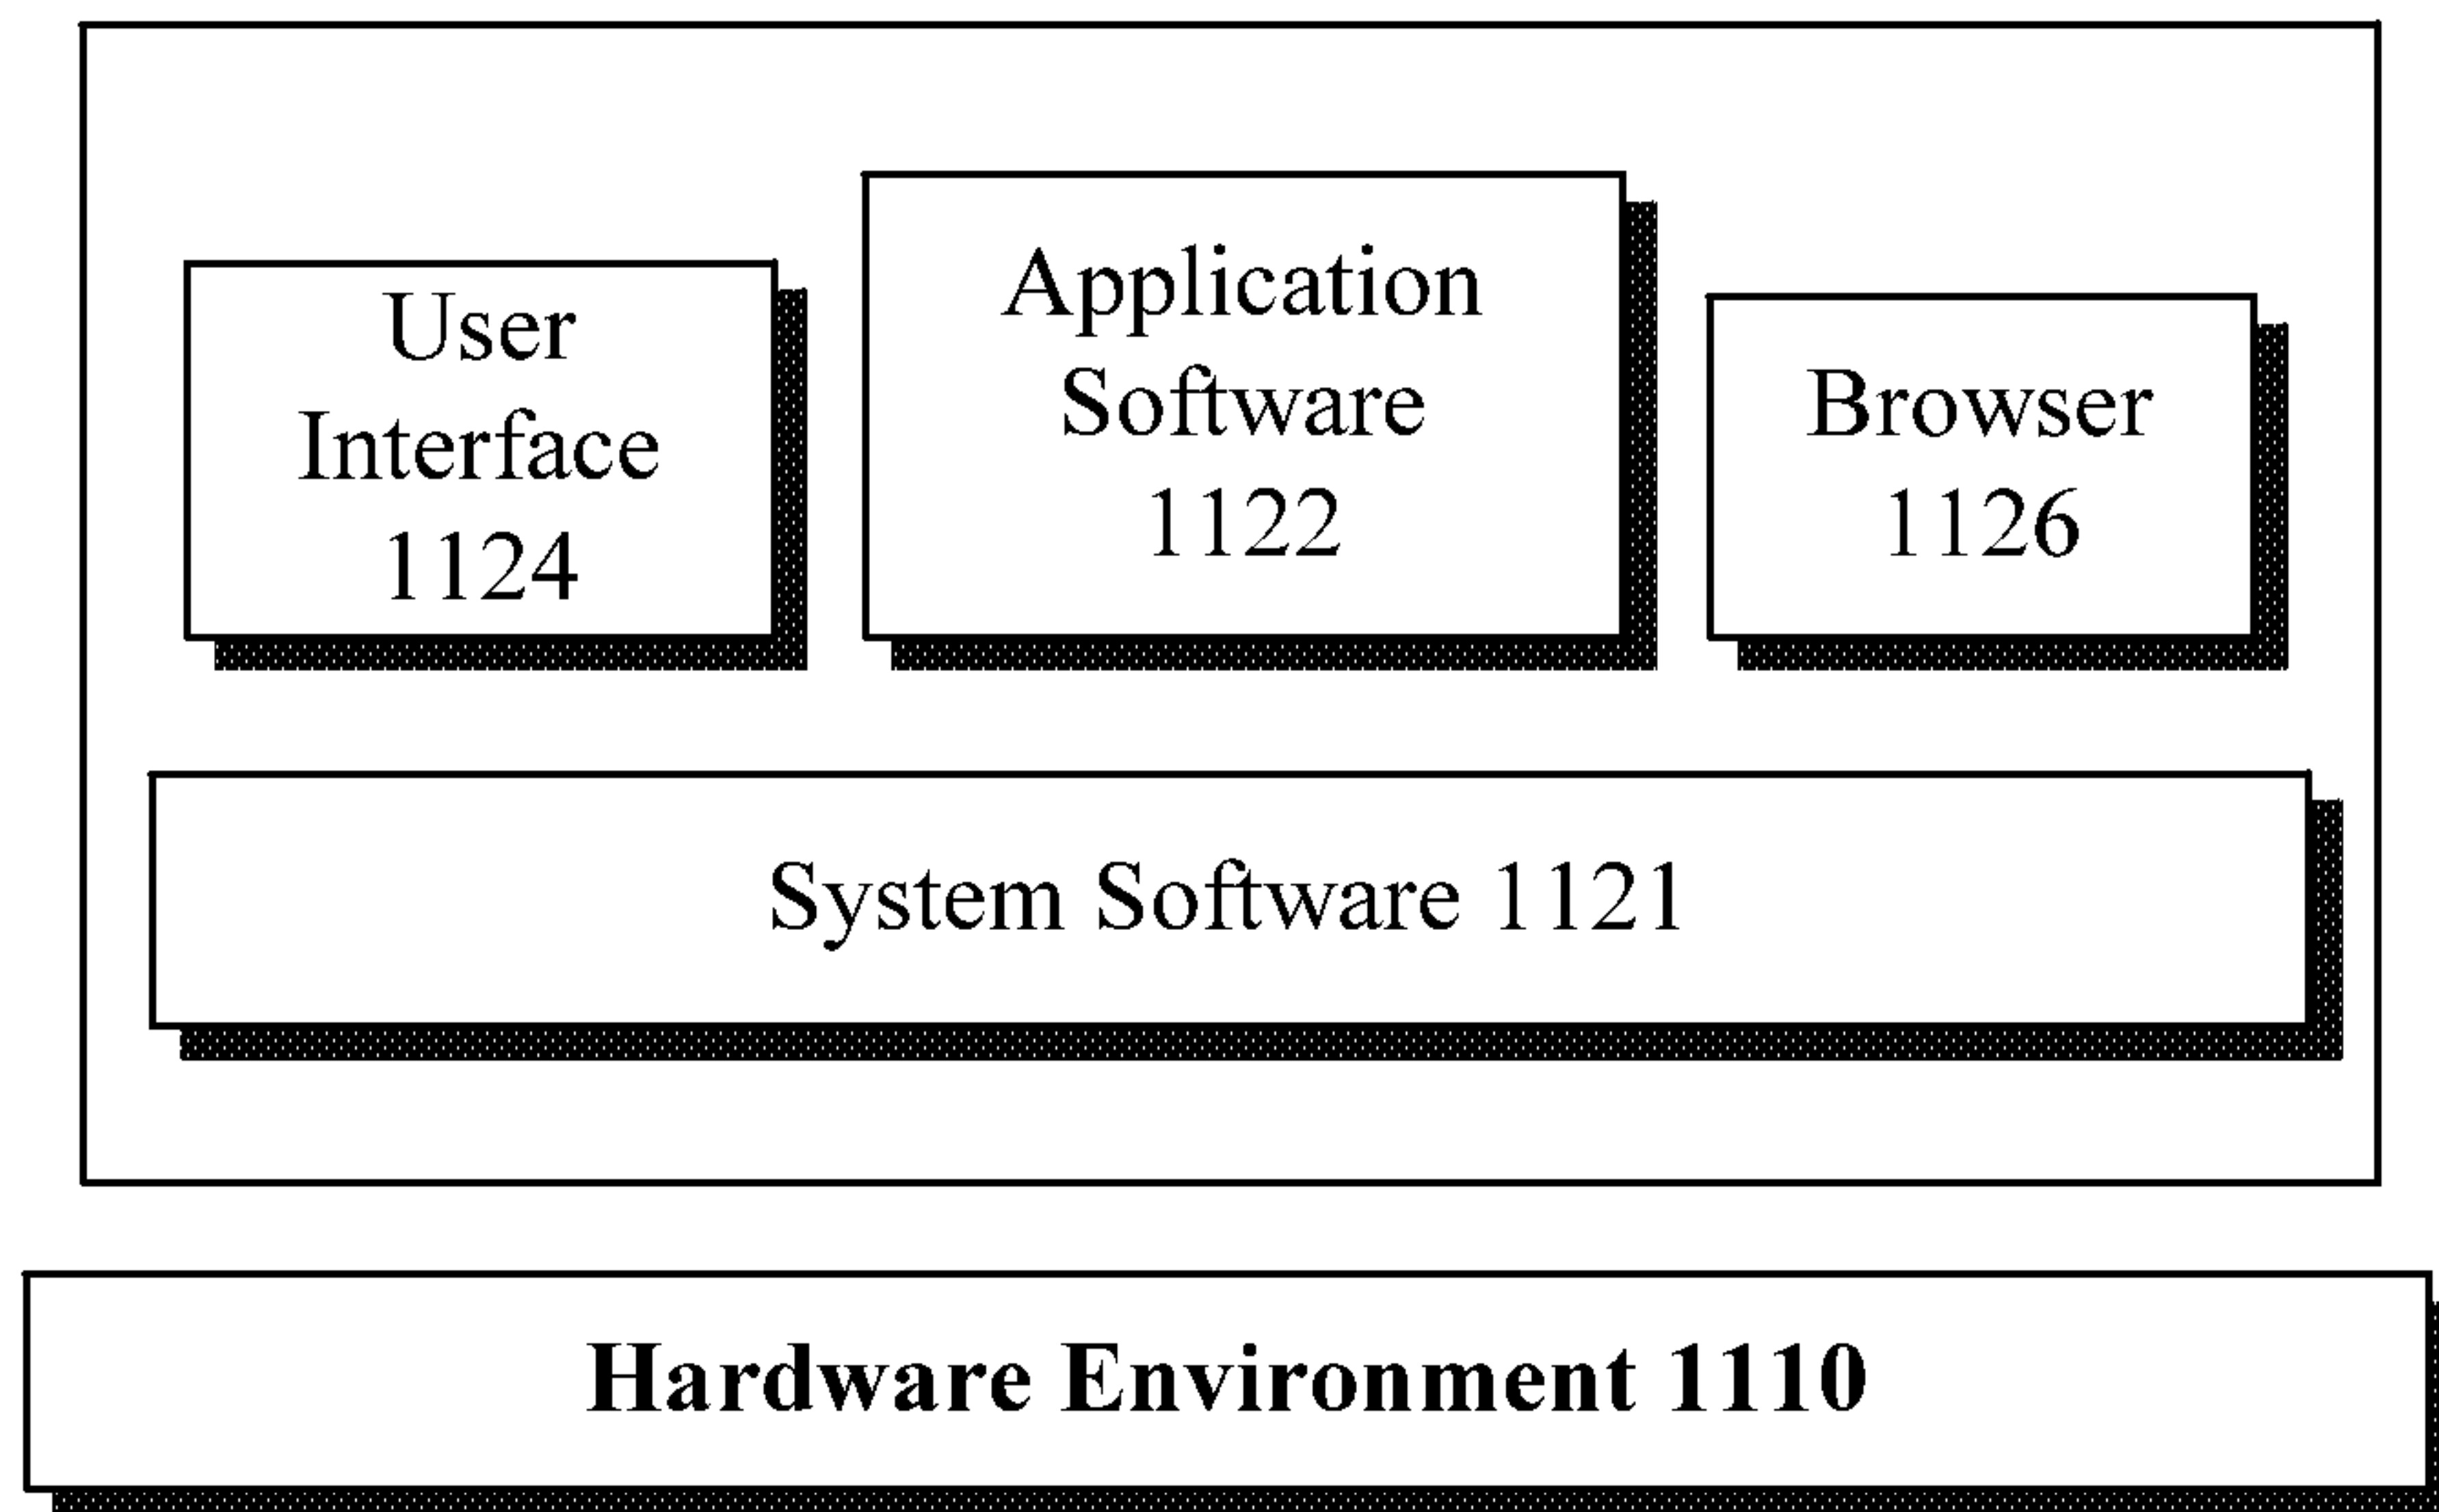 User
Interface
1124
Application
Software
1122
Browser
1126
System Software 1121
Hardware Environment 1110